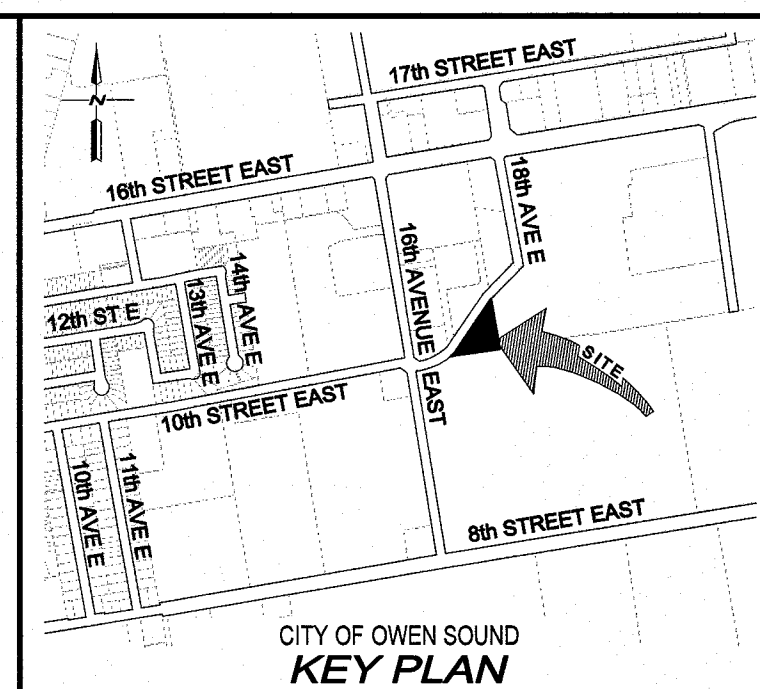 N
17th STREET EAST
16th STREET EAST
18th AVE E
14th AVE E
16th AVENUE EAST
13th AVE E
12th ST E
SITE
10th STREET EAST
10th AVE E
11th AVE E
8th STREET EAST
CITY OF OWEN SOUND
KEY PLAN